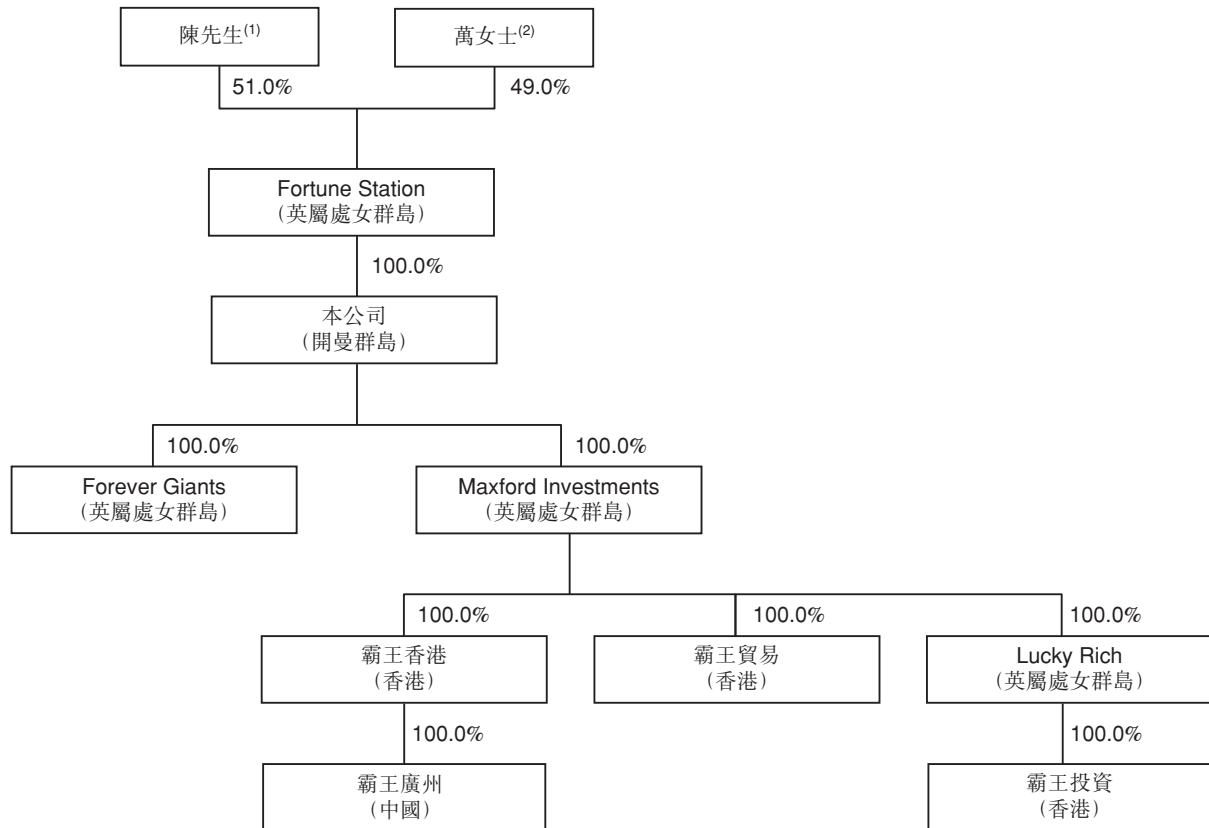 陳先生(1)
萬女士(2)
51.0%
49.0%
Fortune Station
(英屬處女群島)
100.0%
本公司
(開曼群島)
100.0%
100.0%
Forever Giants
(英屬處女群島)
Maxford Investments
(英屬處女群島)
100.0%
100.0%
100.0%
霸王香港
(香港)
霸王貿易
(香港)
Lucky Rich
(英屬處女群島)
100.0%
100.0%
霸王廣州
(中國)
霸王投資
(香港)